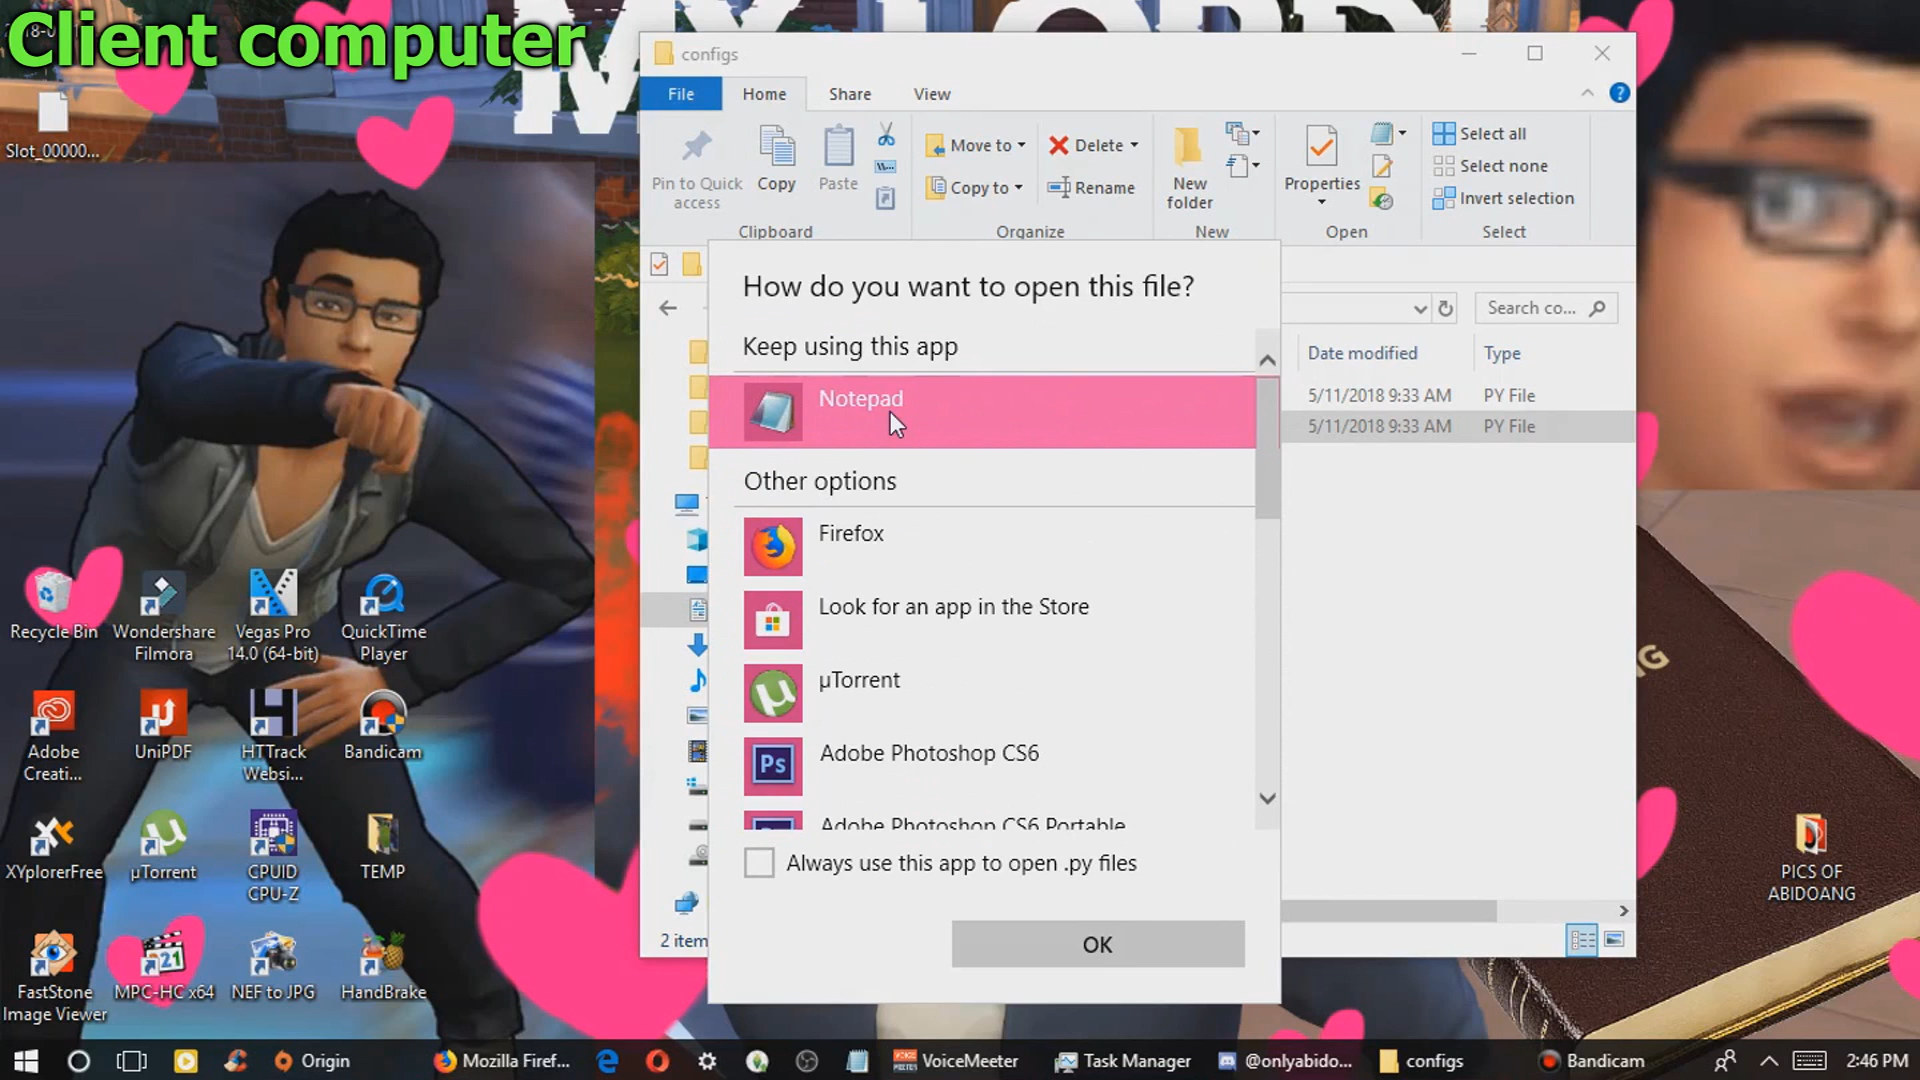 Client computer
Slot_00000...
configs
File
Home
Share
View
Pin to Quick
access
Copy
Paste
Move to
Copy to
Delete
Rename
New
folder
Properties
Select all
Select none
Invert selection
Clipboard
Organize
New
Open
Select
How do you want to open this file?
Keep using this app
Notepad
Other options
Firefox
Look for an app in the Store
µTorrent
Adobe Photoshop CS6
Adobe Photoshop CS6 Portable
Always use this app to open .py files
OK
Search co...
Date modified
Type
5/11/2018 9:33 AM
PY File
5/11/2018 9:33 AM
PY File
2 item
Recycle Bin
Wondershare
Filmora
Vegas Pro
14.0 (64-bit)
QuickTime
Player
Adobe
Creati...
UniPDF
HTTrack
Websi...
Bandicam
XYplorerFree
µTorrent
CPUID
CPU-Z
TEMP
FastStone
Image Viewer
MPC-HC x64
NEF to JPG
HandBrake
PICS OF
ABIDOANG
Origin
Mozilla Firef...
VoiceMeeter
Task Manager
@onlyabido...
configs
Bandicam
2:46 PM